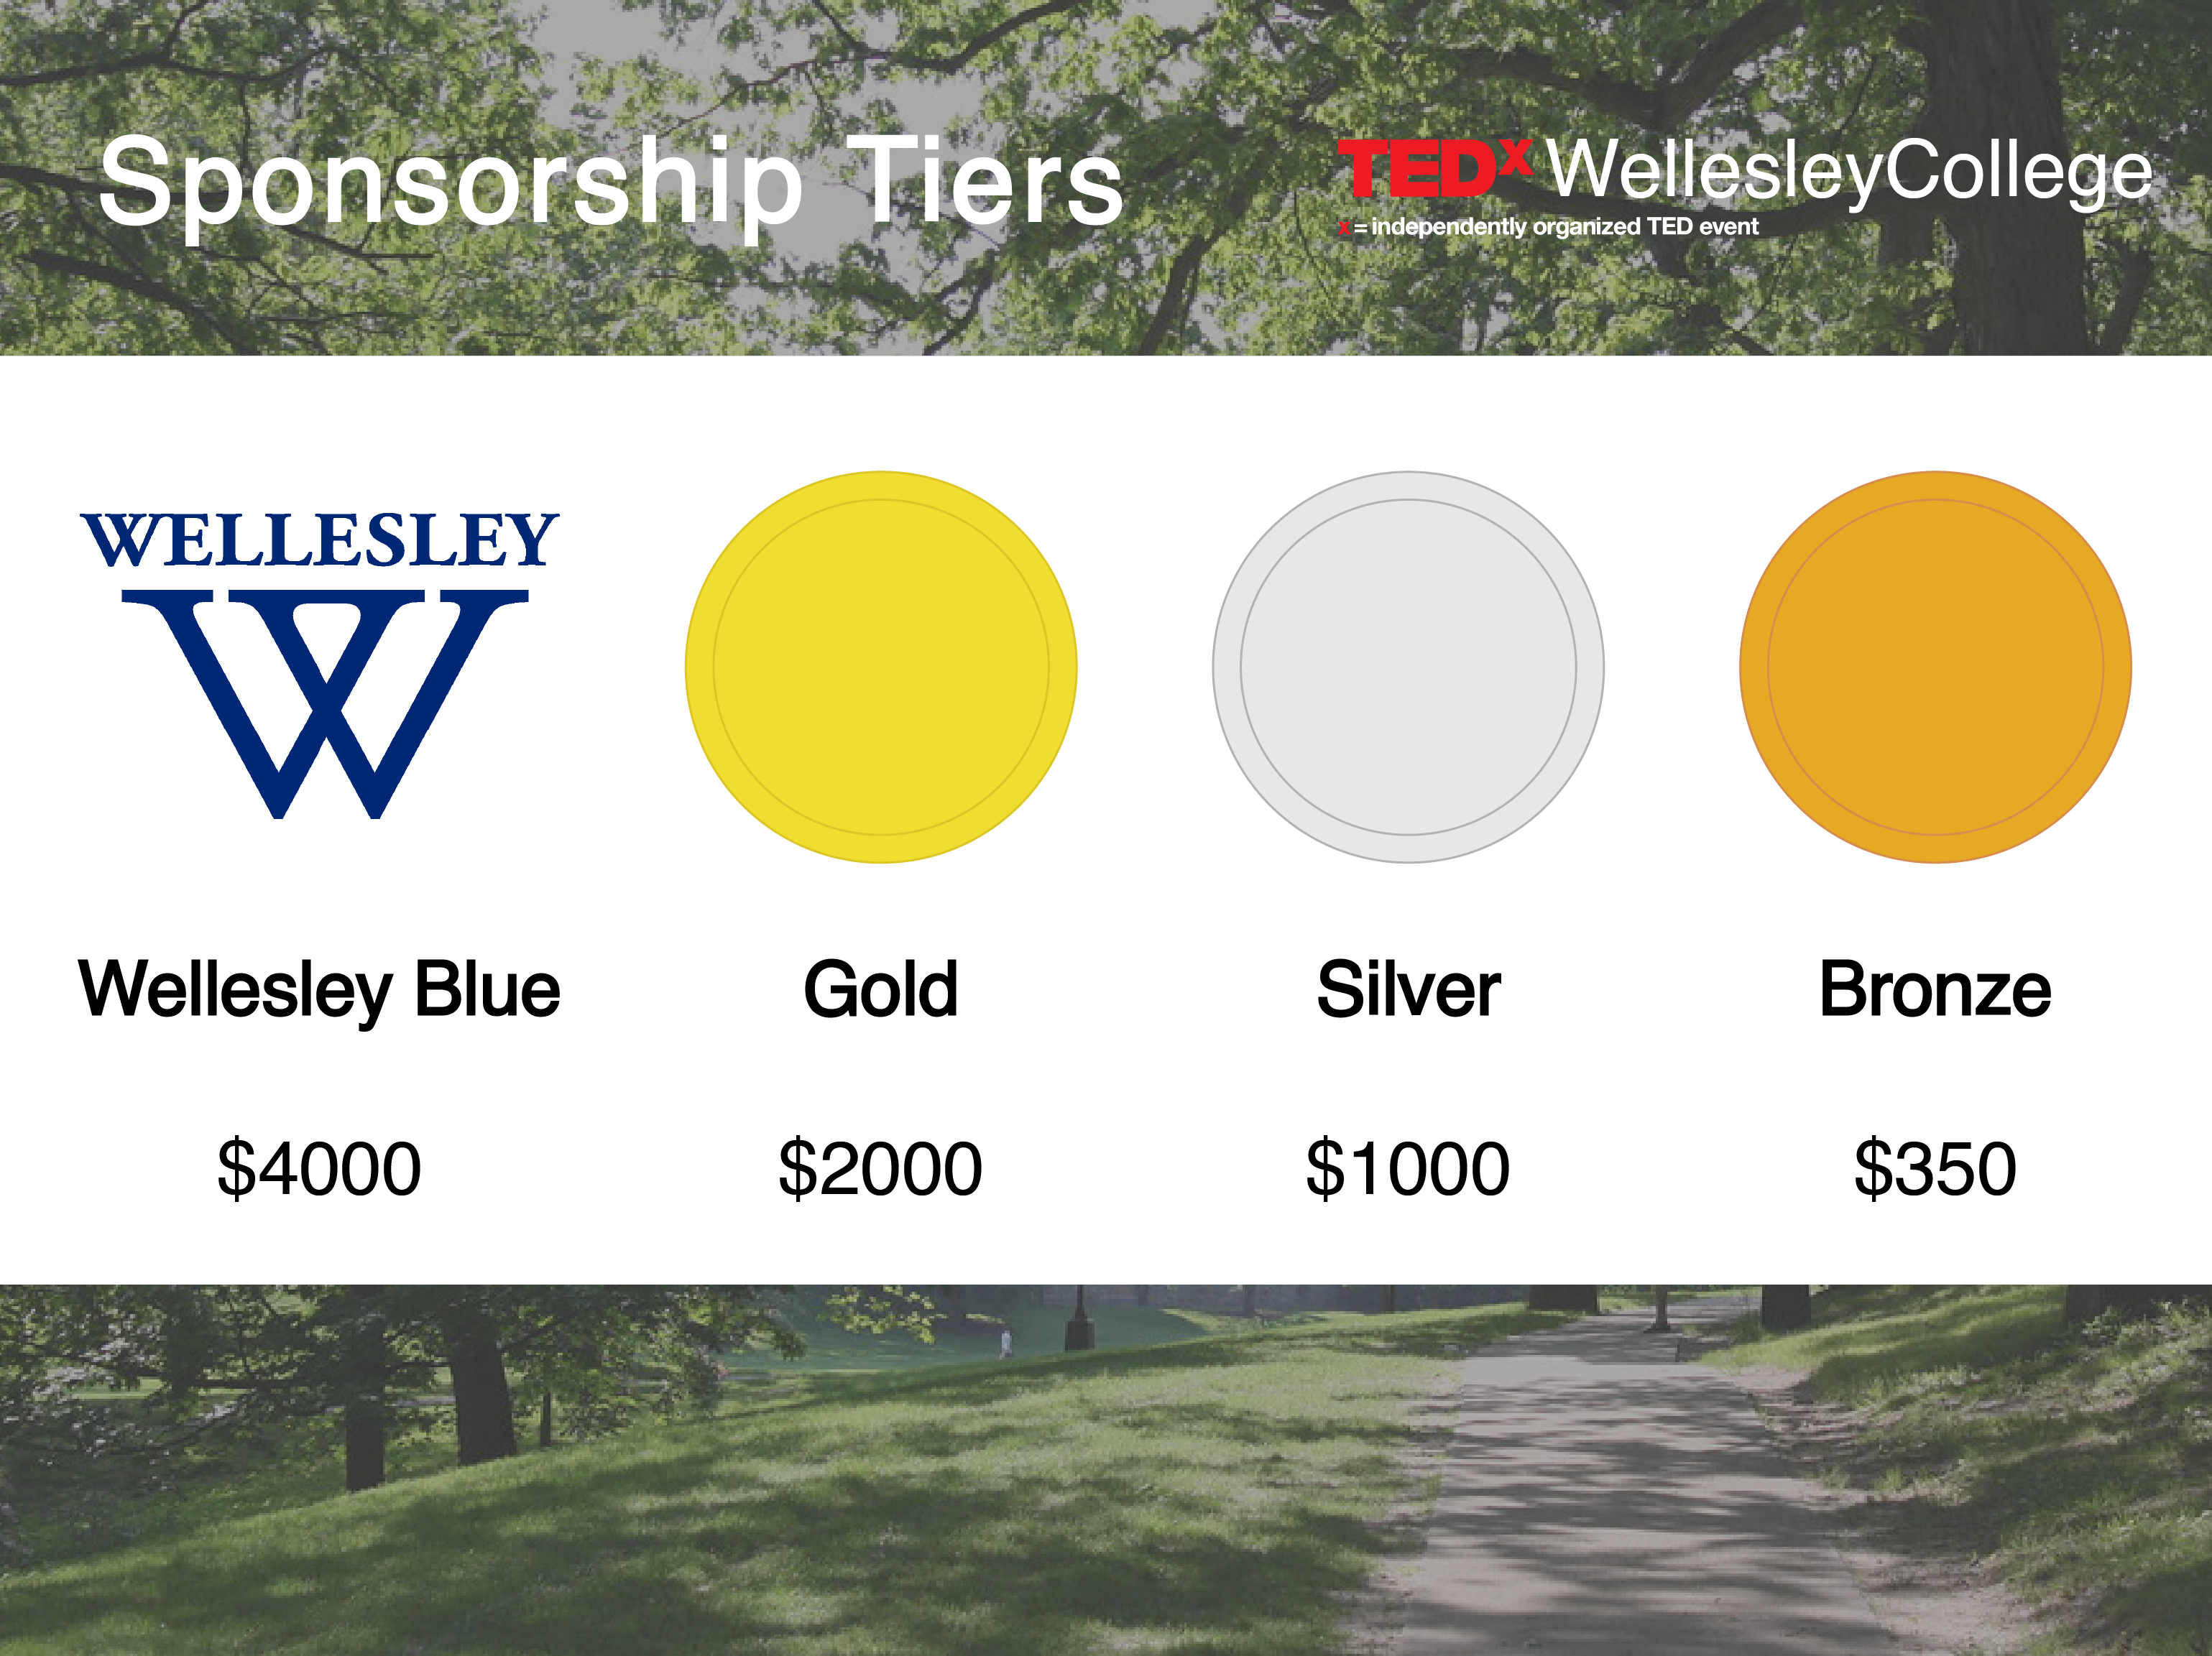 Sponsorship Tiers
TEDx WellesleyCollege
x = independently organized TED event
WELLESLEY
W
Wellesley Blue
Gold
Silver
Bronze
$4000
$2000
$1000
$350